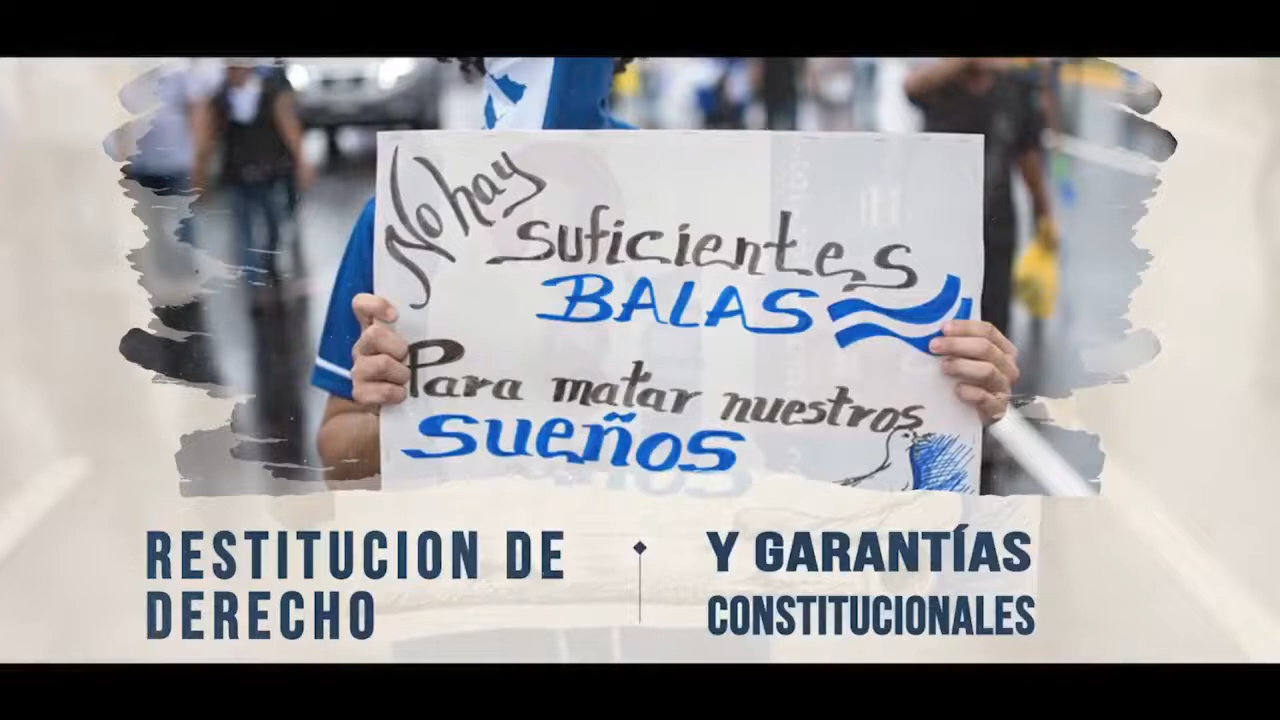 No hay
suficientes
BALAS
Para matar nuestros
sueños
RESTITUCION DE
DERECHO
Y GARANTÍAS
CONSTITUCIONALES